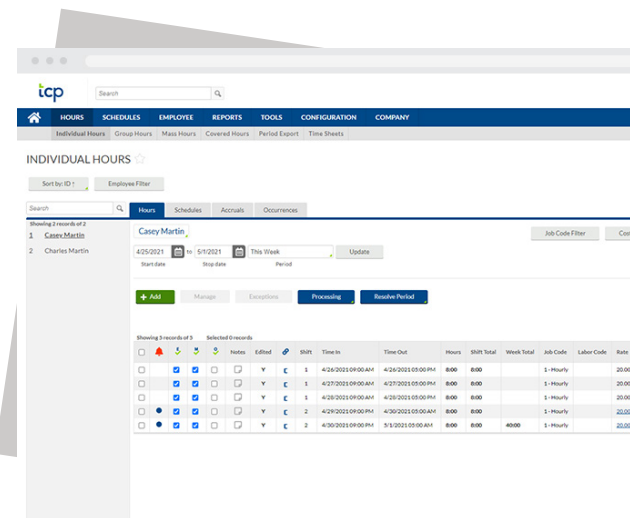 tcp
Search
HOURS SCHEDULES EMPLOYEE REPORTS TOOLS CONFIGURATION COMPANY
Individual Hours Group Hours Mass Hours Covered Hours Period Export Time Sheets
INDIVIDUAL HOURS
Sort by: ID ↑ Employee Filter
Search Hours Schedules Accruals Occurrences
Showing 2 records of 2
1 Casey Martin
2 Charles Martin
Casey Martin
Job Code Filter Cos
4/25/2021 to 5/1/2021 This Week Update
Start date Stop date Period
+ Add Manage Exceptions Processing Resolve Period
Showing 5 records of 5 Selected 0 records
E M O Notes Edited Shift Time In Time Out Hours Shift Total Week Total Job Code Labor Code Rate
Y 1 4/26/2021 09:00 AM 4/26/2021 05:00 PM 8:00 8:00 1 - Hourly 20.00
Y 1 4/27/2021 09:00 AM 4/27/2021 05:00 PM 8:00 8:00 1 - Hourly 20.00
Y 1 4/28/2021 09:00 AM 4/28/2021 05:00 PM 8:00 8:00 1 - Hourly 20.00
Y 2 4/29/2021 09:00 PM 4/30/2021 05:00 AM 8:00 8:00 1 - Hourly 20.00
Y 2 4/30/2021 09:00 PM 5/1/2021 05:00 AM 8:00 8:00 40:00 1 - Hourly 20.00